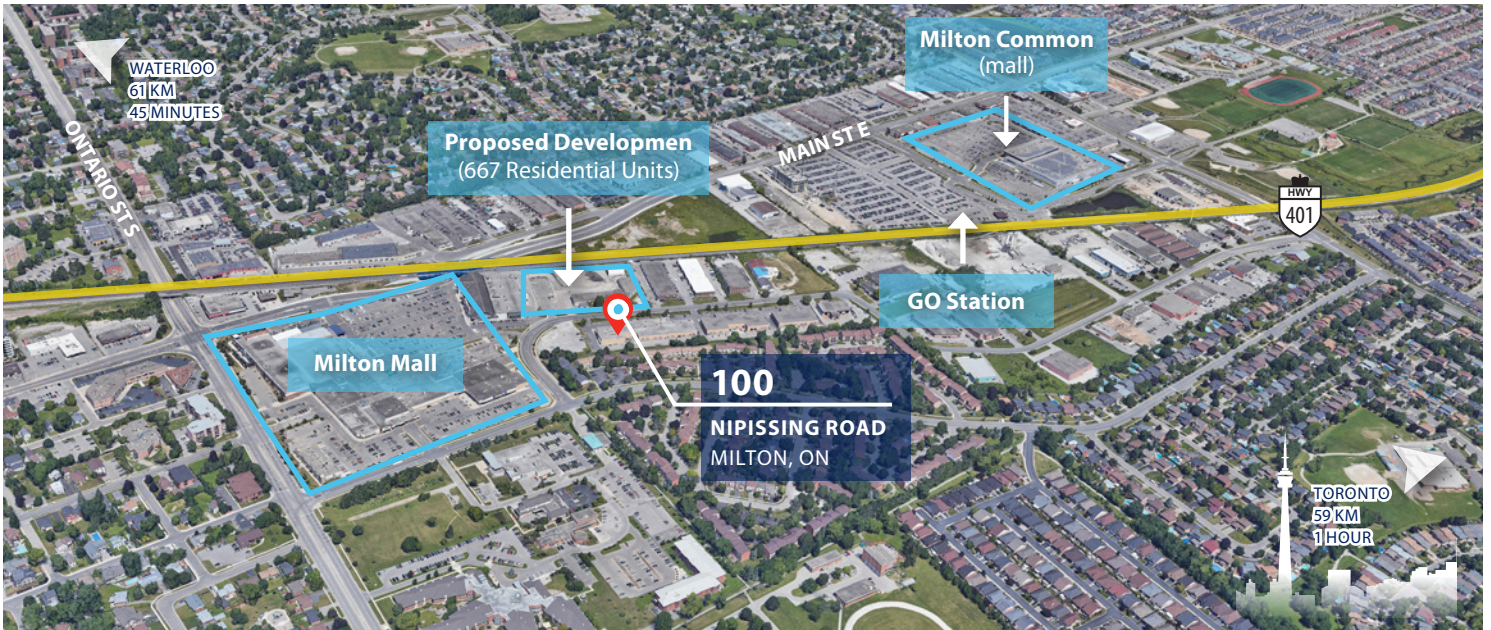 WATERLOO
61 KM
45 MINUTES
ONTARIO ST S
Proposed Developmen
(667 Residential Units)
MAIN ST E
Milton Common
(mall)
HWY
401
GO Station
Milton Mall
100
NIPISSING ROAD
MILTON, ON
TORONTO
59 KM
1 HOUR